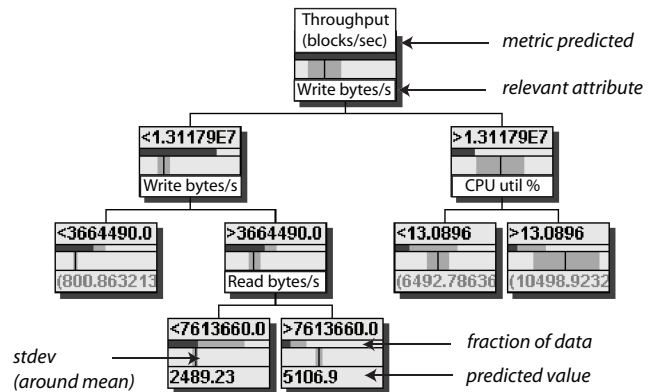 Throughput
(blocks/sec)
metric predicted
Write bytes/s
relevant attribute
<1.31179E7
>1.31179E7
Write bytes/s
CPU util %
<3664490.0
>3664490.0
<13.0896
>13.0896
(800.863213
Read bytes/s
(6492.78636
(10498.9232
<7613660.0
>7613660.0
stdev
(around mean)
fraction of data
2489.23
5106.9
predicted value